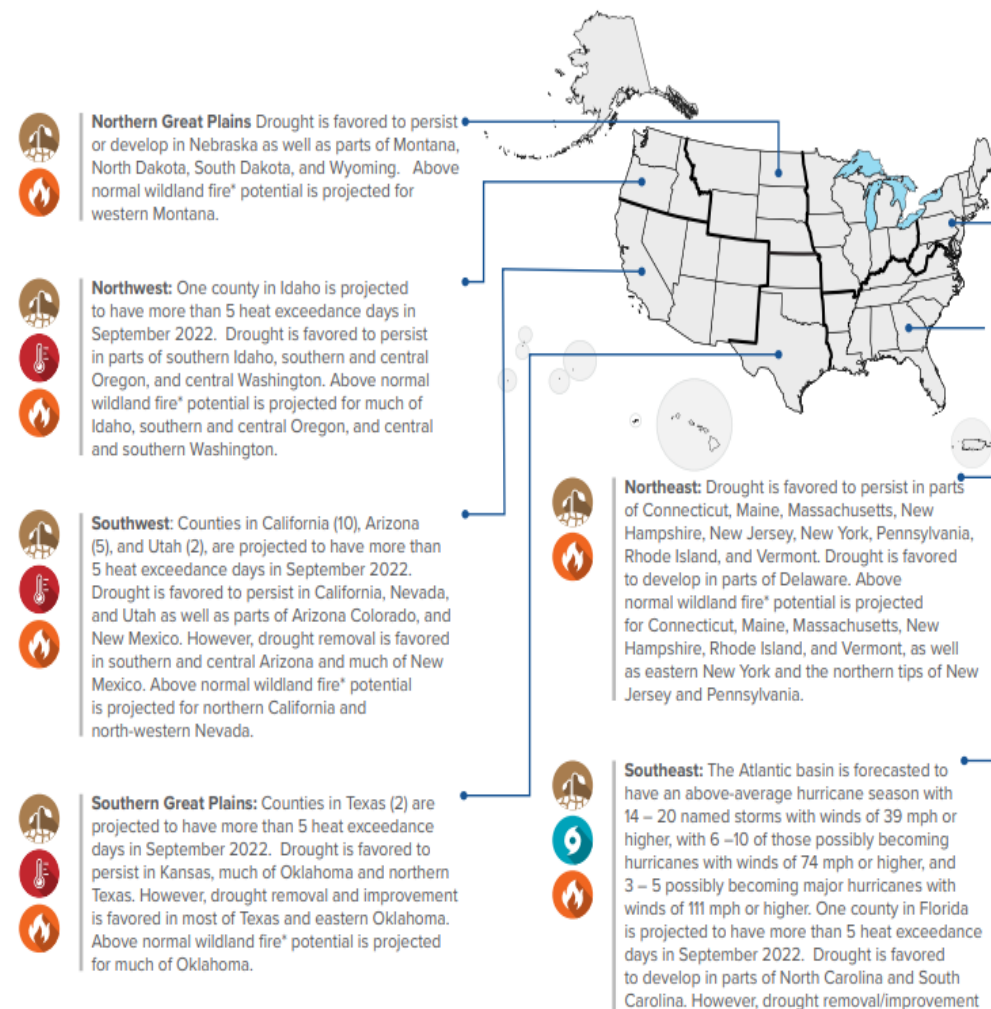 Northern Great Plains Drought is favored to persist
or develop in Nebraska as well as parts of Montana,
North Dakota, South Dakota, and Wyoming. Above
normal wildland fire* potential is projected for
western Montana.
Northwest: One county in Idaho is projected
to have more than 5 heat exceedance days in
September 2022. Drought is favored to persist
in parts of southern Idaho, southern and central
Oregon, and central Washington. Above normal
wildland fire* potential is projected for much of
Idaho, southern and central Oregon, and central
and southern Washington.
Southwest: Counties in California (10), Arizona
(5), and Utah (2), are projected to have more than
5 heat exceedance days in September 2022.
Drought is favored to persist in California, Nevada,
and Utah as well as parts of Arizona Colorado, and
New Mexico. However, drought removal is favored
in southern and central Arizona and much of New
Mexico. Above normal wildland fire* potential
is projected for northern California and
north-western Nevada.
Southern Great Plains: Counties in Texas (2) are
projected to have more than 5 heat exceedance
days in September 2022. Drought is favored to
persist in Kansas, much of Oklahoma and northern
Texas. However, drought removal and improvement
is favored in most of Texas and eastern Oklahoma.
Above normal wildland fire* potential is projected
for much of Oklahoma.
Northeast: Drought is favored to persist in parts
of Connecticut, Maine, Massachusetts, New
Hampshire, New Jersey, New York, Pennsylvania,
Rhode Island, and Vermont. Drought is favored
to develop in parts of Delaware. Above
normal wildland fire* potential is projected
for Connecticut, Maine, Massachusetts, New
Hampshire, Rhode Island, and Vermont, as well
as eastern New York and the northern tips of New
Jersey and Pennsylvania.
Southeast: The Atlantic basin is forecasted to
have an above-average hurricane season with
14 – 20 named storms with winds of 39 mph or
higher, with 6 –10 of those possibly becoming
hurricanes with winds of 74 mph or higher, and
3 – 5 possibly becoming major hurricanes with
winds of 111 mph or higher. One county in Florida
is projected to have more than 5 heat exceedance
days in September 2022. Drought is favored
to develop in parts of North Carolina and South
Carolina. However, drought removal/improvement